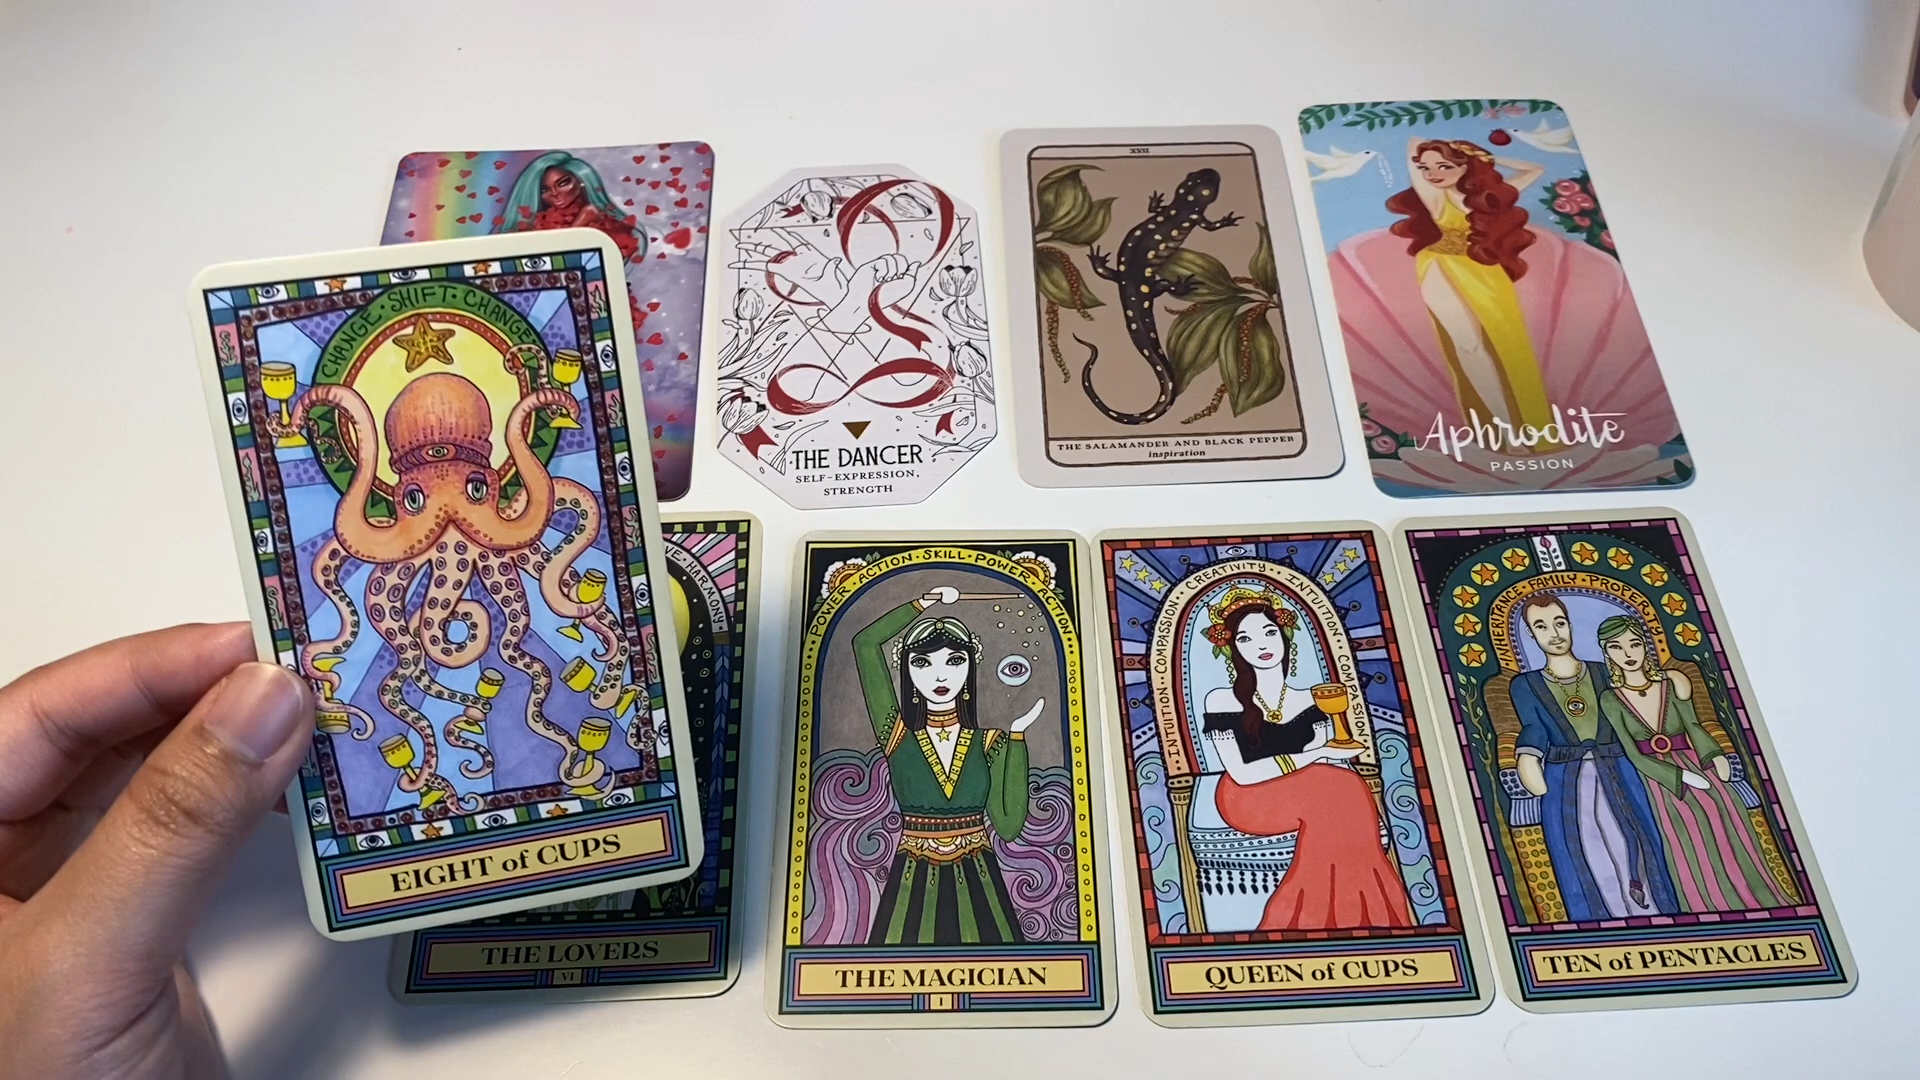 XVII
THE DANCER
SELF-EXPRESSION,
STRENGTH
THE SALAMANDER AND BLACK PEPPER
inspiration
Aphrodite
PASSION
CHANGE · SHIFT · CHANGE
EIGHT of CUPS
HARMONY
THE LOVERS
VI
POWER · ACTION · SKILL · POWER · ACTION
THE MAGICIAN
I
INTUITION · COMPASSION · CREATIVITY · INTUITION · COMPASSION
QUEEN of CUPS
INHERITANCE · FAMILY · PROPERTY
TEN of PENTACLES